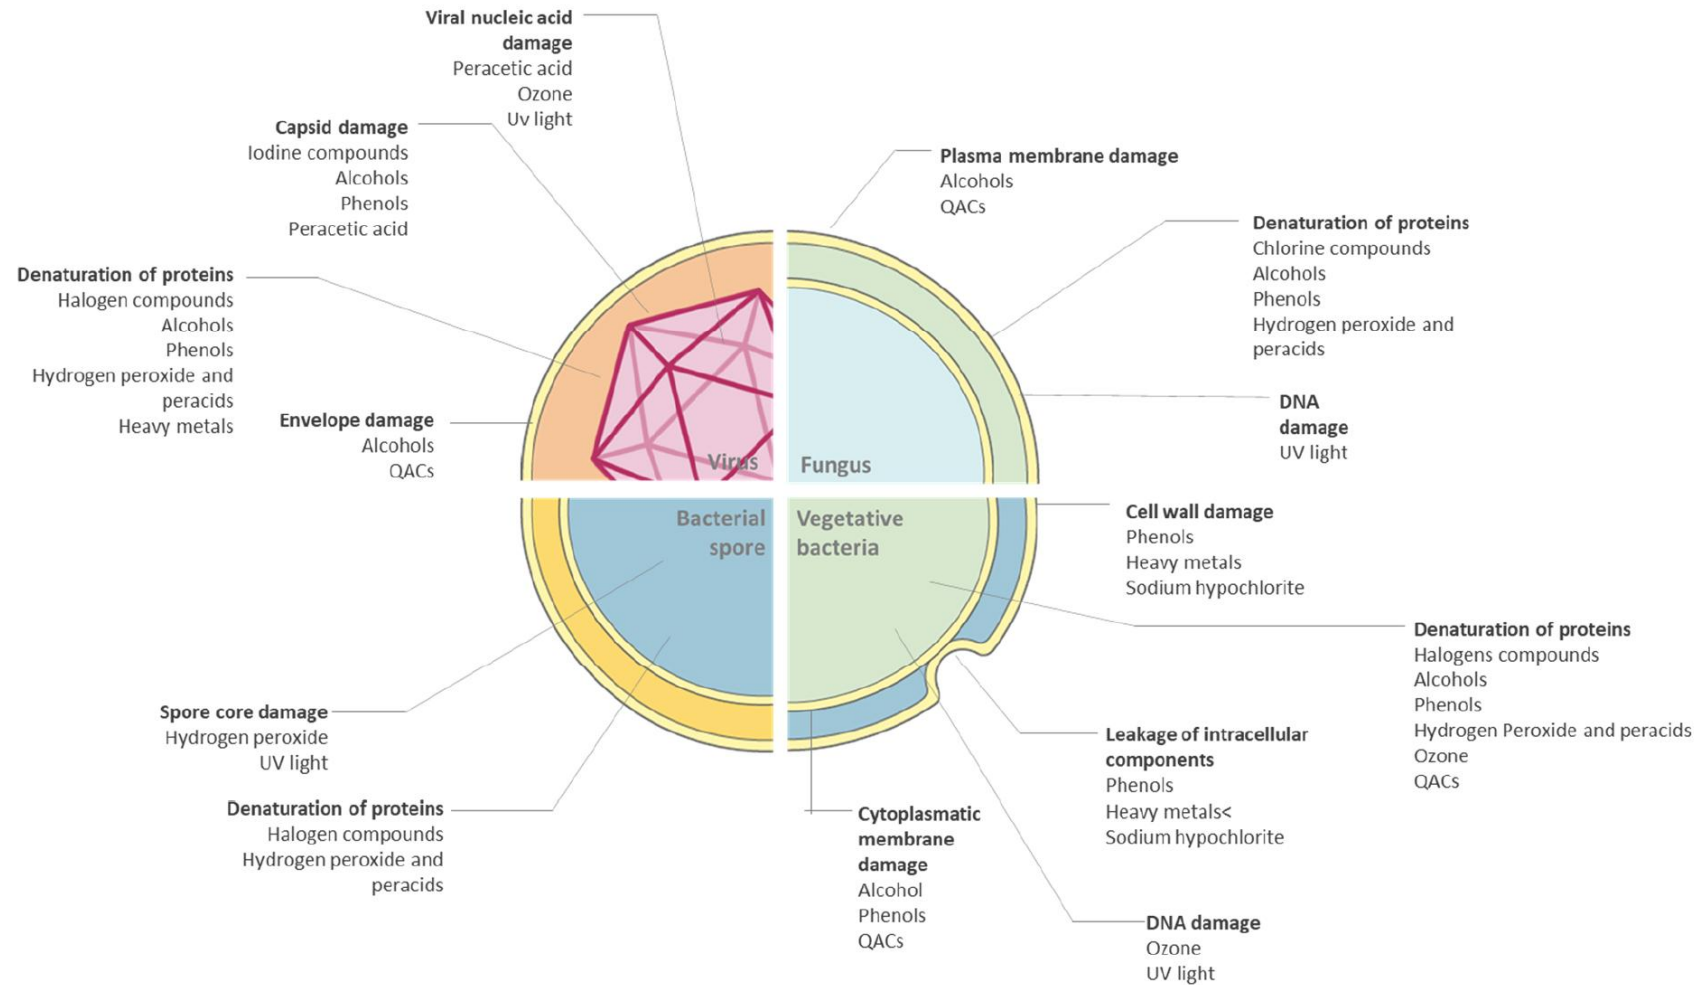 Viral nucleic acid
damage
Peracetic acid
Ozone
Uv light
Capsid damage
Iodine compounds
Alcohols
Phenols
Peracetic acid
Denaturation of proteins
Halogen compounds
Alcohols
Phenols
Hydrogen peroxide and
peracids
Heavy metals
Envelope damage
Alcohols
QACs
Virus
Plasma membrane damage
Alcohols
QACs
Denaturation of proteins
Chlorine compounds
Alcohols
Phenols
Hydrogen peroxide and
peracids
DNA
damage
UV light
Fungus
Bacterial
spore
Spore core damage
Hydrogen peroxide
UV light
Denaturation of proteins
Halogen compounds
Hydrogen peroxide and
peracids
Vegetative
bacteria
Cell wall damage
Phenols
Heavy metals
Sodium hypochlorite
Denaturation of proteins
Halogens compounds
Alcohols
Phenols
Hydrogen Peroxide and peracids
Ozone
QACs
Leakage of intracellular
components
Phenols
Heavy metals<
Sodium hypochlorite
Cytoplasmatic
membrane
damage
Alcohol
Phenols
QACs
DNA damage
Ozone
UV light